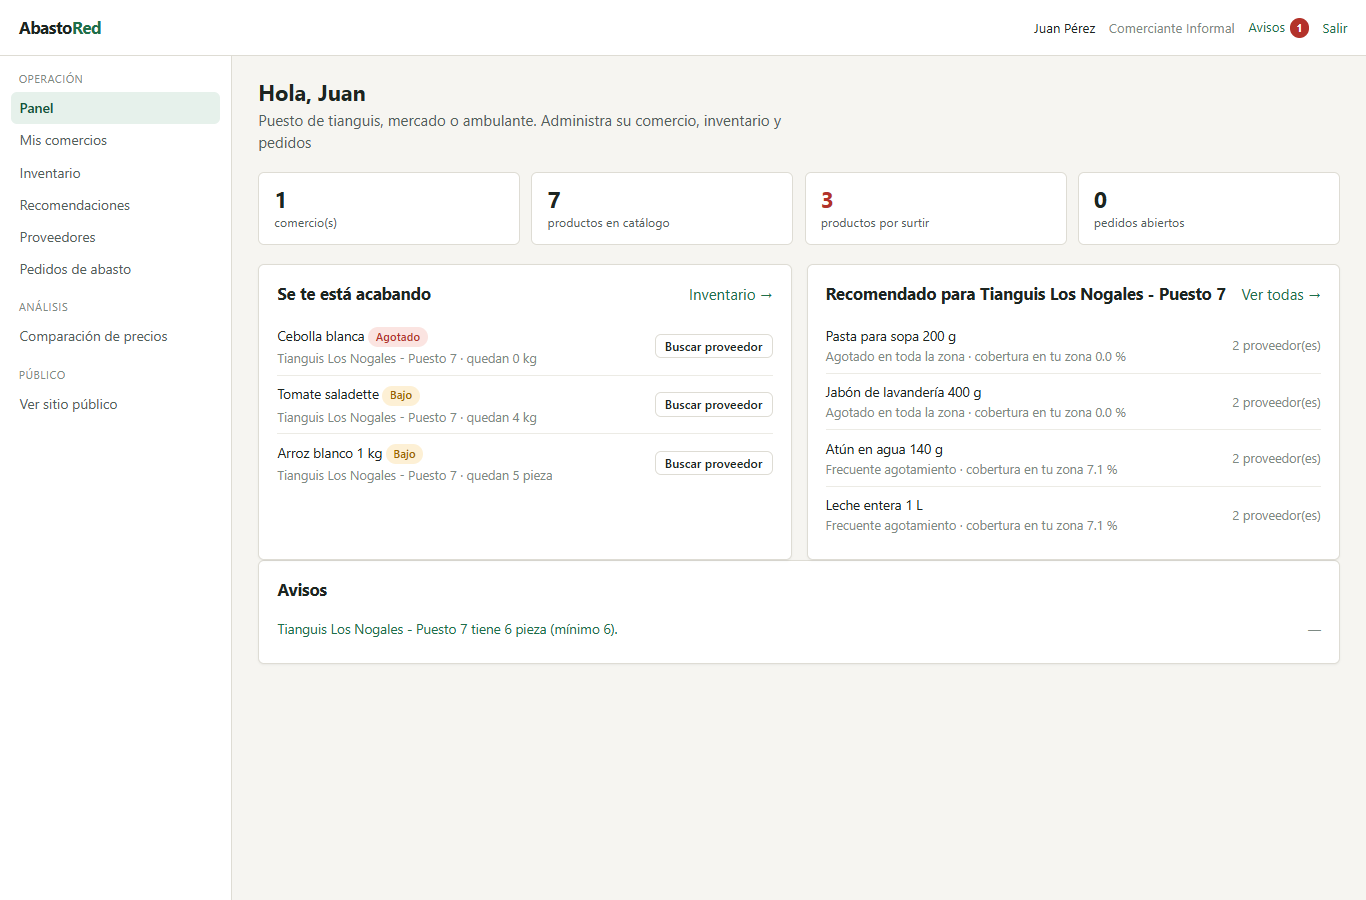 AbastoRed
Juan Pérez Comerciante Informal Avisos 1 Salir
OPERACIÓN
Panel
Mis comercios
Inventario
Recomendaciones
Proveedores
Pedidos de abasto
ANÁLISIS
Comparación de precios
PÚBLICO
Ver sitio público
Hola, Juan
Puesto de tianguis, mercado o ambulante. Administra su comercio, inventario y
pedidos
1
comercio(s)
7
productos en catálogo
3
productos por surtir
0
pedidos abiertos
Se te está acabando Inventario →
Cebolla blanca Agotado
Tianguis Los Nogales - Puesto 7 · quedan 0 kg
Buscar proveedor
Tomate saladette Bajo
Tianguis Los Nogales - Puesto 7 · quedan 4 kg
Buscar proveedor
Arroz blanco 1 kg Bajo
Tianguis Los Nogales - Puesto 7 · quedan 5 pieza
Buscar proveedor
Recomendado para Tianguis Los Nogales - Puesto 7 Ver todas →
Pasta para sopa 200 g
Agotado en toda la zona · cobertura en tu zona 0.0 %
2 proveedor(es)
Jabón de lavandería 400 g
Agotado en toda la zona · cobertura en tu zona 0.0 %
2 proveedor(es)
Atún en agua 140 g
Frecuente agotamiento · cobertura en tu zona 7.1 %
2 proveedor(es)
Leche entera 1 L
Frecuente agotamiento · cobertura en tu zona 7.1 %
2 proveedor(es)
Avisos
Tianguis Los Nogales - Puesto 7 tiene 6 pieza (mínimo 6). —